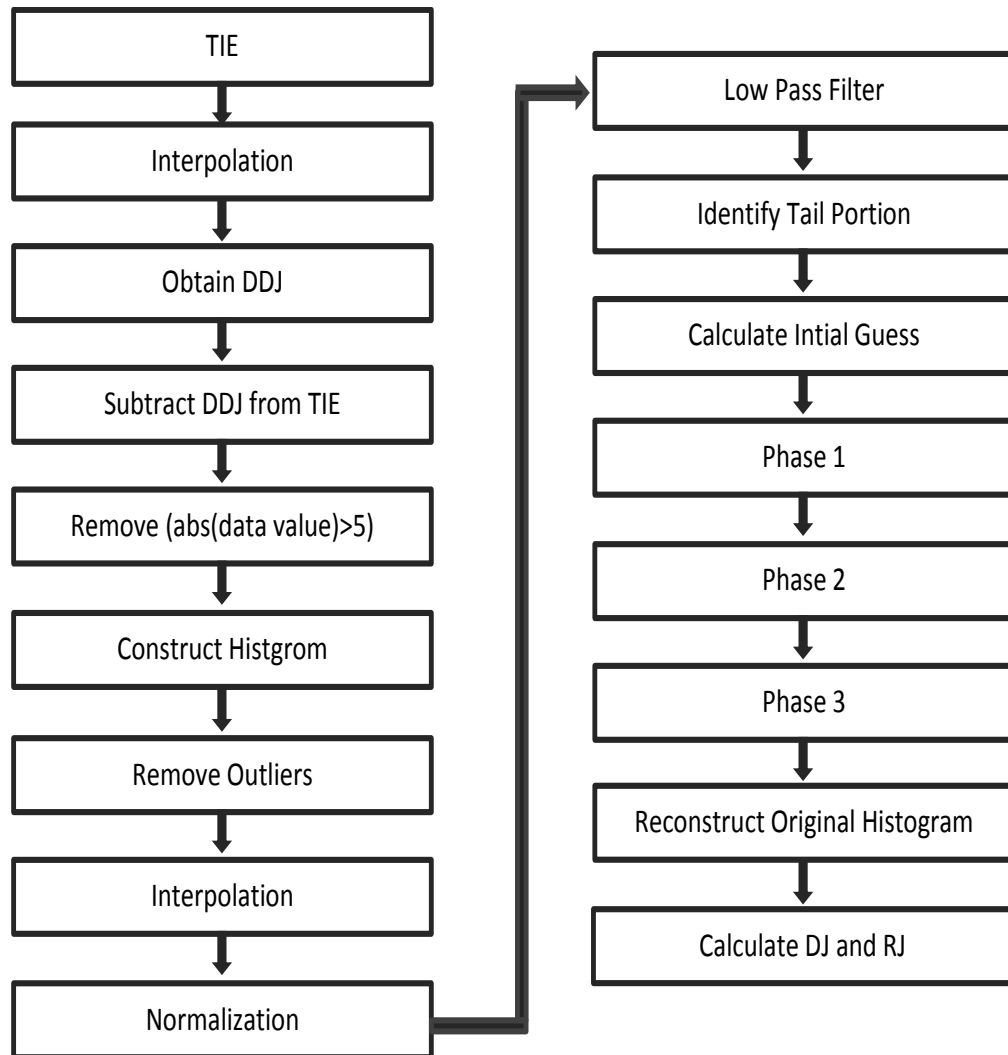 TIE
Interpolation
Obtain DDJ
Subtract DDJ from TIE
Remove (abs(data value)>5)
Construct Histgrom
Remove Outliers
Interpolation
Normalization
Low Pass Filter
Identify Tail Portion
Calculate Intial Guess
Phase 1
Phase 2
Phase 3
Reconstruct Original Histogram
Calculate DJ and RJ